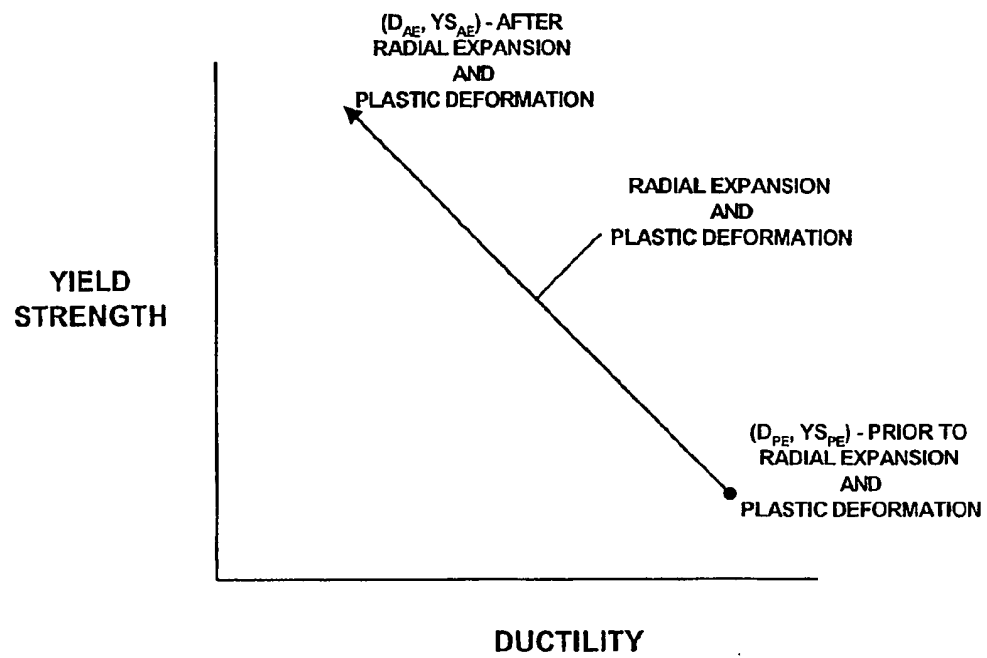 (D_AE, YS_AE) - AFTER
RADIAL EXPANSION
AND
PLASTIC DEFORMATION
RADIAL EXPANSION
AND
PLASTIC DEFORMATION
YIELD
STRENGTH
(D_PE, YS_PE) - PRIOR TO
RADIAL EXPANSION
AND
PLASTIC DEFORMATION
DUCTILITY